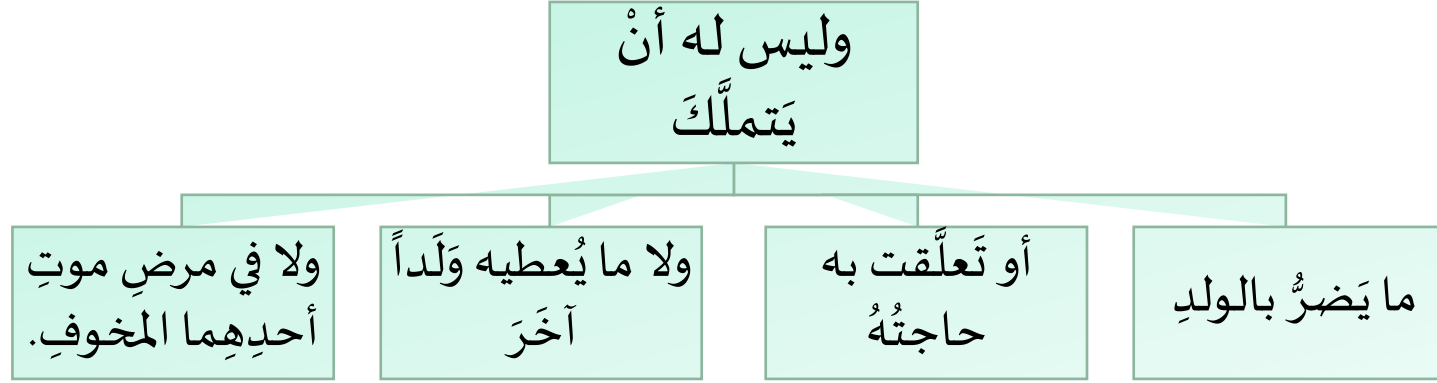 وليس له أنْ
يَتملَّكَ
ما يَضرُّ بالولدِ
أو تَعلَّقت به
حاجتُهُ
ولا ما يُعطيه وَلَداً
آخَرَ
ولا في مرضِ موتِ
أحدِهِما المخوفِ.